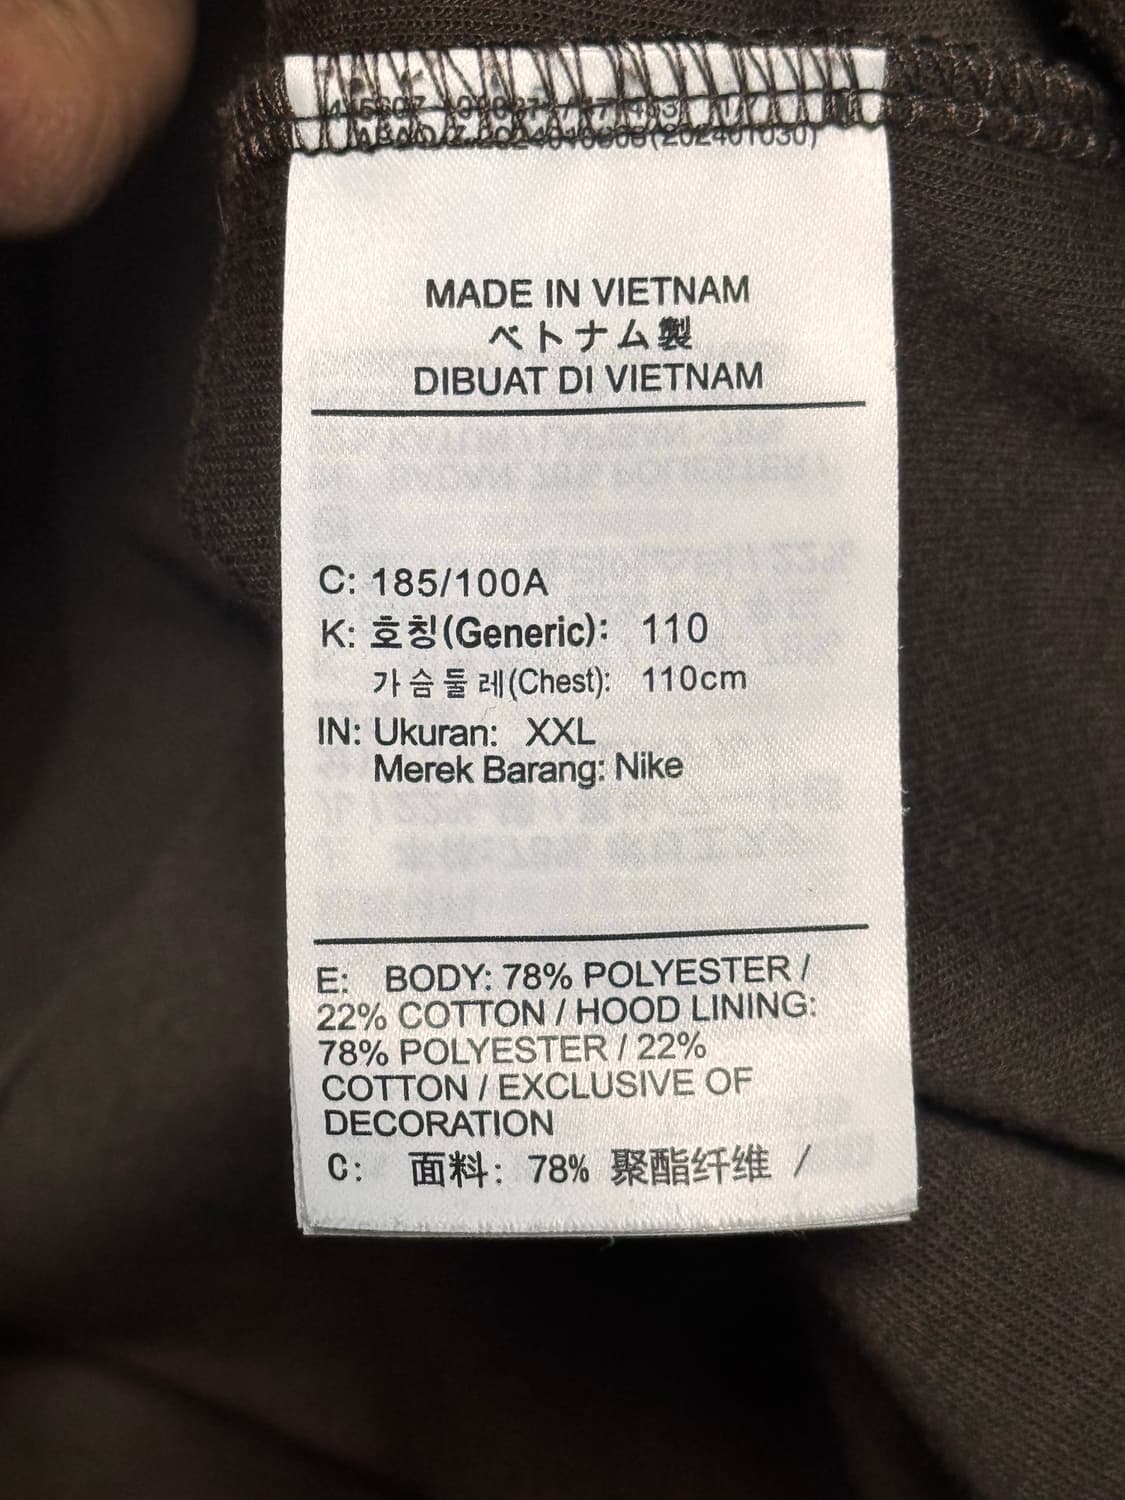 MADE IN VIETNAM
ベトナム製
DIBUAT DI VIETNAM
C: 185/100A
K: 호칭(Generic): 110
가슴둘레(Chest): 110cm
IN: Ukuran: XXL
Merek Barang: Nike
E: BODY: 78% POLYESTER /
22% COTTON / HOOD LINING:
78% POLYESTER / 22%
COTTON / EXCLUSIVE OF
DECORATION
C: 面料: 78% 聚酯纤维 /